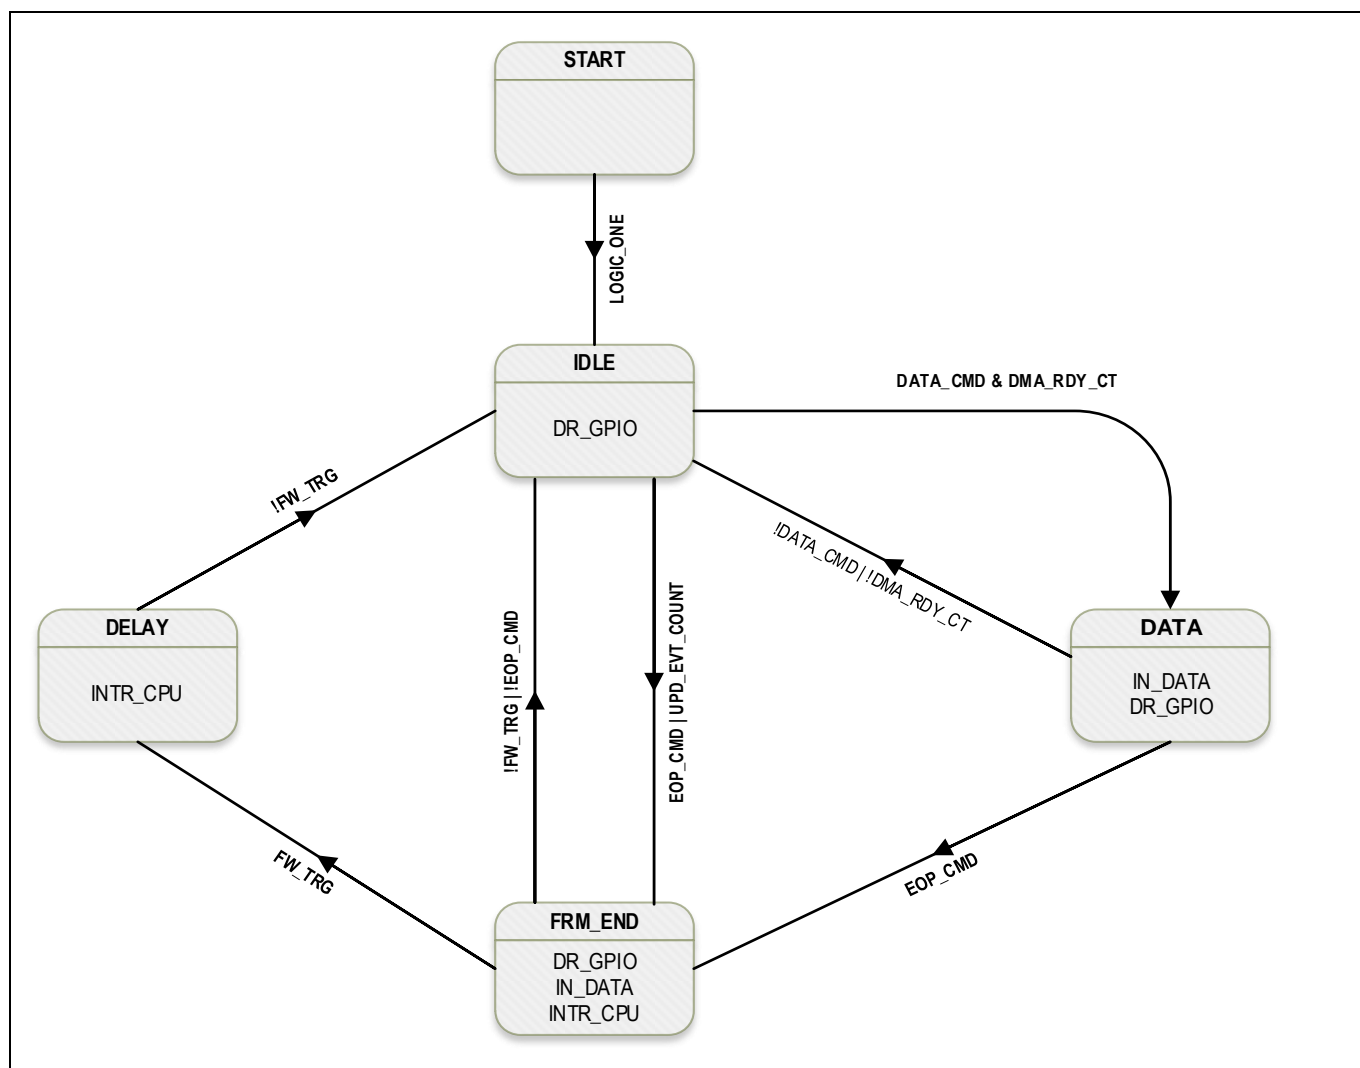 START
LOGIC_ONE
IDLE
DR_GPIO
DATA_CMD & DMA_RDY_CT
!FW_TRG
!DATA_CMD | !DMA_RDY_CT
DELAY
INTR_CPU
!FW_TRG | !EOP_CMD
EOP_CMD | UPD_EVT_COUNT
DATA
IN_DATA
DR_GPIO
FW_TRG
EOP_CMD
FRM_END
DR_GPIO
IN_DATA
INTR_CPU